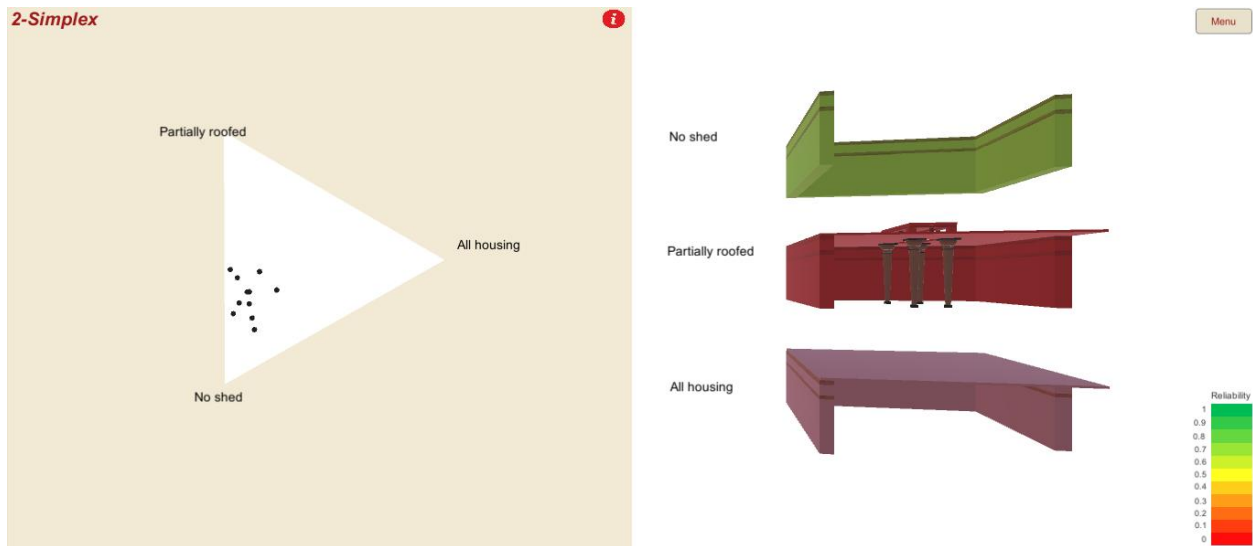 2-Simplex
i
Menu
Partially roofed
All housing
No shed
No shed
Partially roofed
All housing
Reliability
1
0.9
0.8
0.7
0.6
0.5
0.4
0.3
0.2
0.1
0